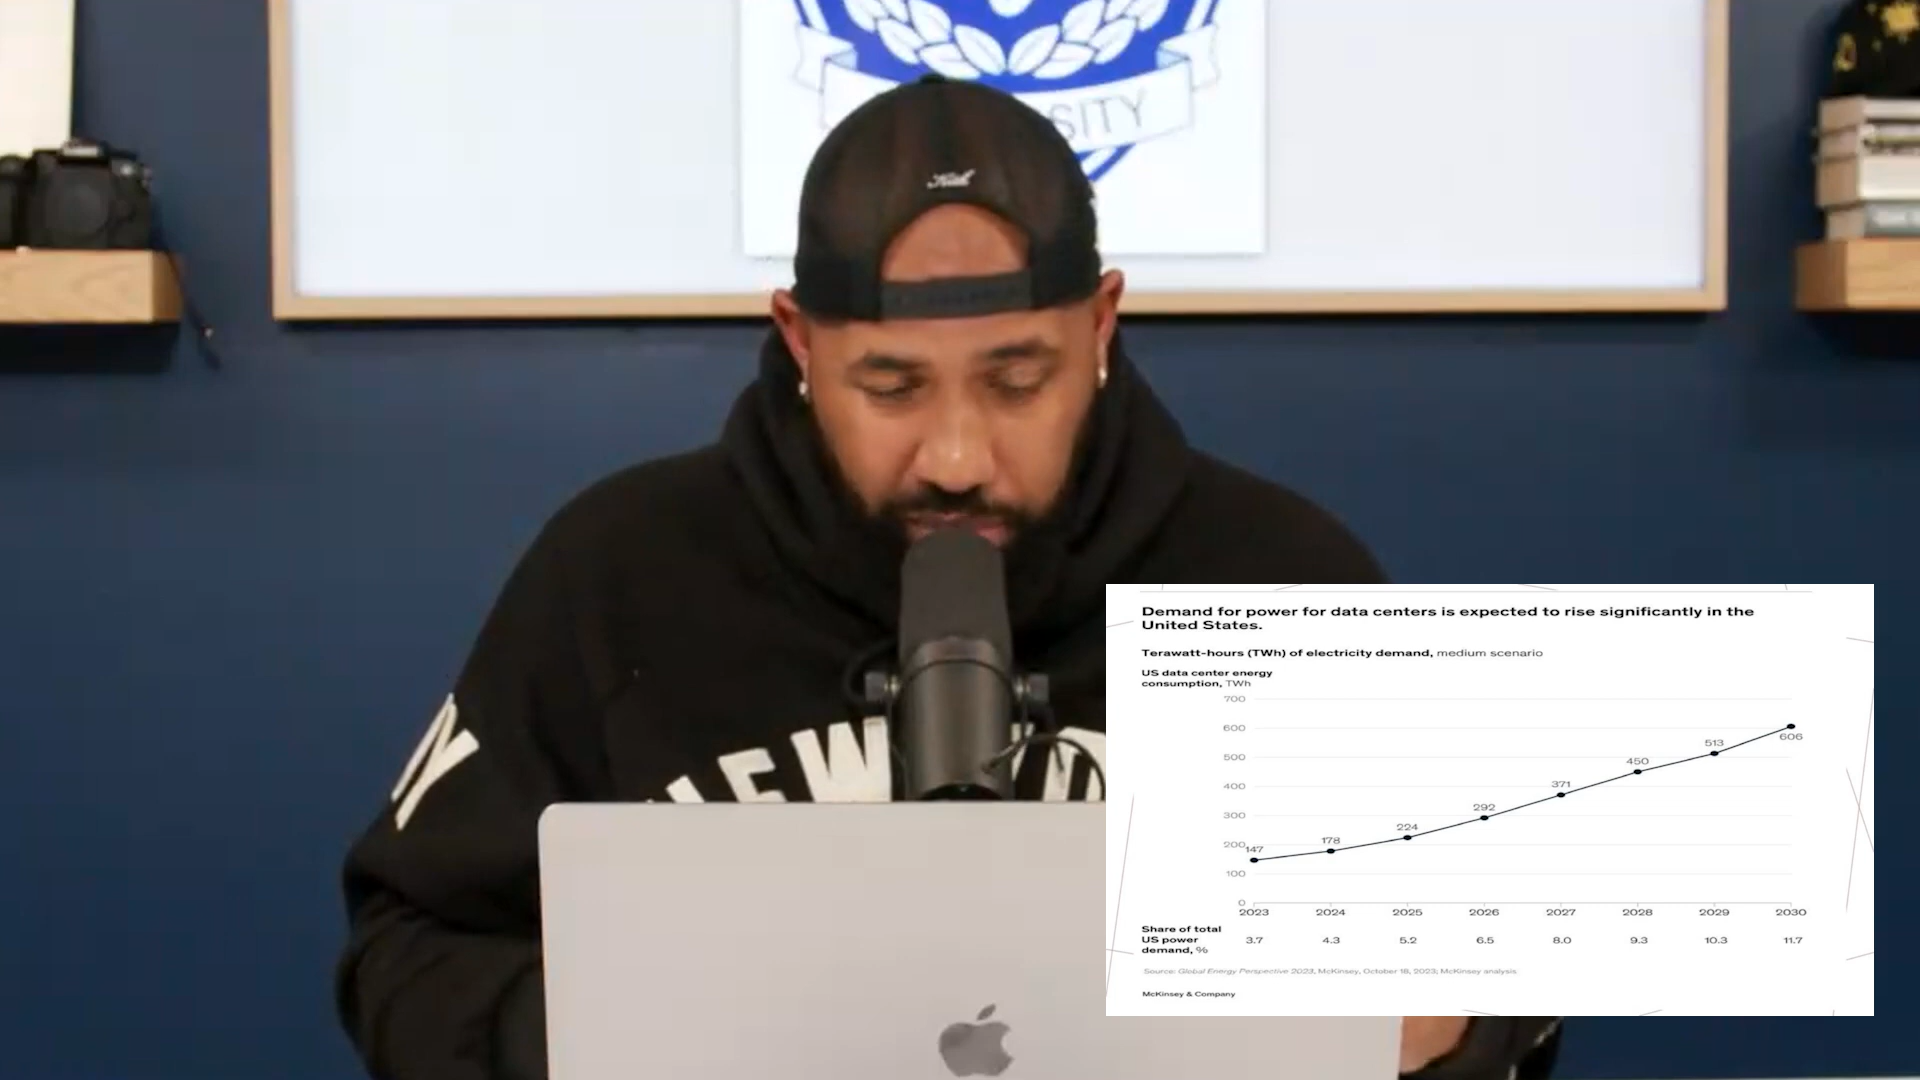 SITY
Kith
NEW YO
N
Demand for power for data centers is expected to rise significantly in the
United States.
Terawatt-hours (TWh) of electricity demand, medium scenario
US data center energy
consumption, TWh
700
600
500
400
300
200
100
0
147
178
224
292
371
450
513
606
2023 2024 2025 2026 2027 2028 2029 2030
Share of total
US power
demand, %
3.7 4.3 5.2 6.5 8.0 9.3 10.3 11.7
Source: Global Energy Perspective 2023, McKinsey, October 18, 2023; McKinsey analysis
McKinsey & Company